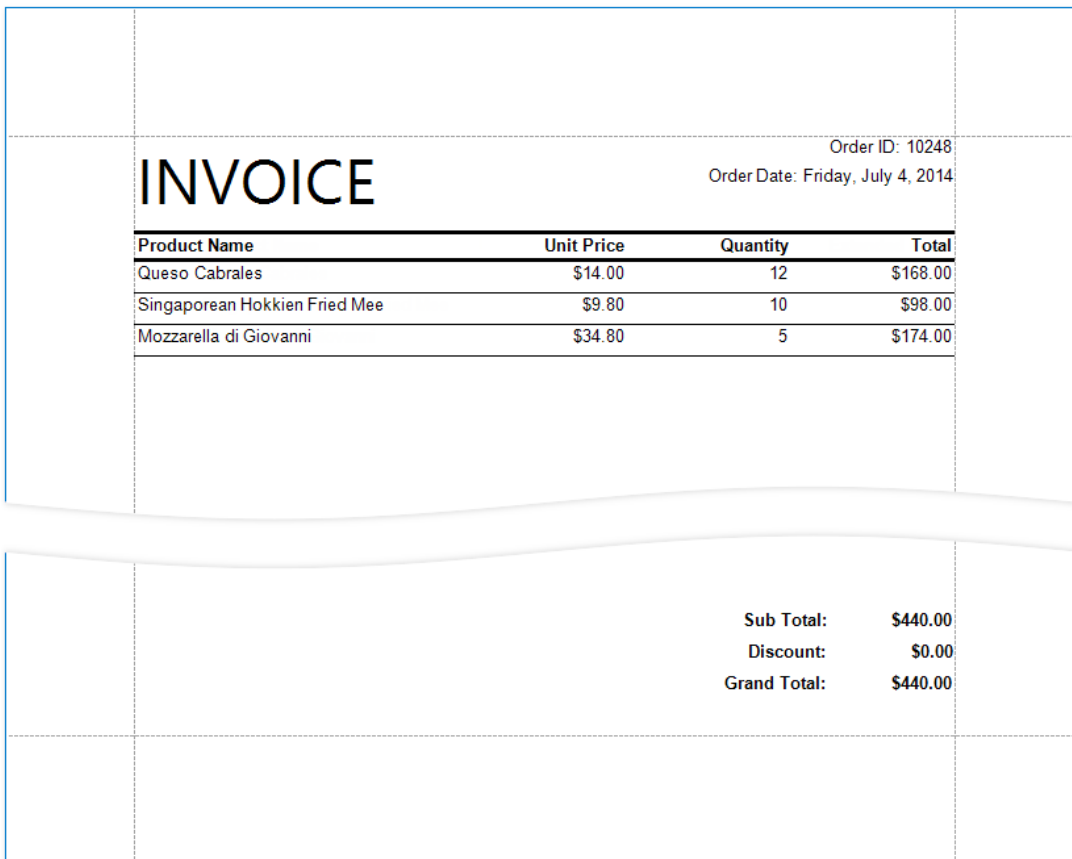 Order ID: 10248
INVOICE
Order Date: Friday, July 4, 2014
Product Name Unit Price Quantity Total
Queso Cabrales $14.00 12 $168.00
Singaporean Hokkien Fried Mee $9.80 10 $98.00
Mozzarella di Giovanni $34.80 5 $174.00
Sub Total: $440.00
Discount: $0.00
Grand Total: $440.00